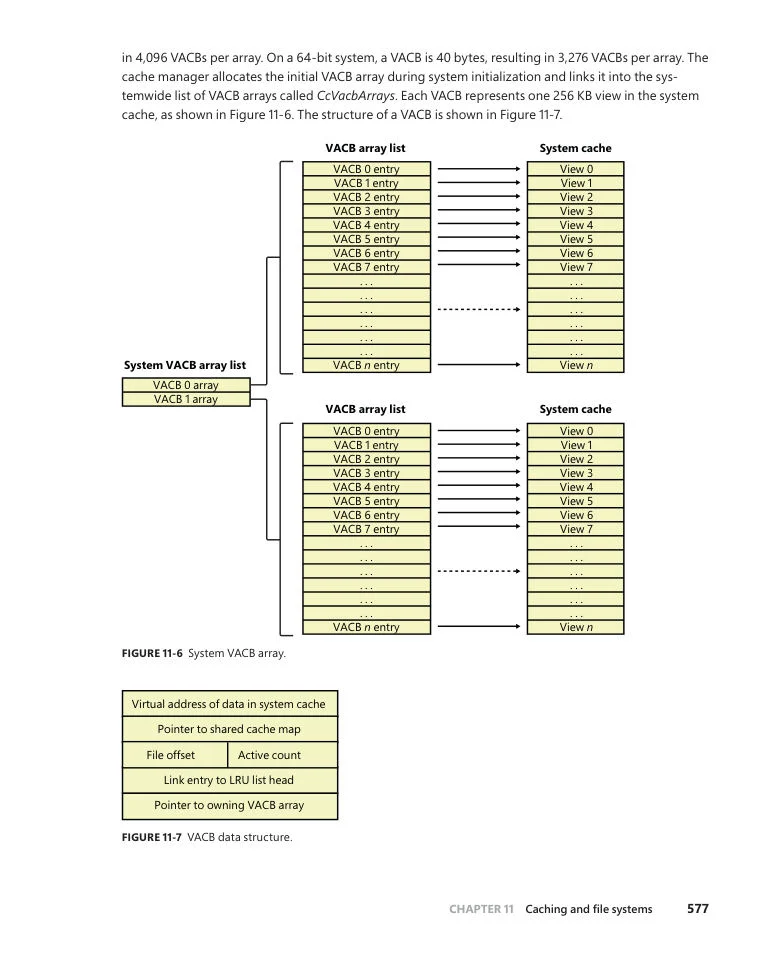 in 4,096 VACBs per array. On a 64-bit system, a VACB is 40 bytes, resulting in 3,276 VACBs per array. The
cache manager allocates the initial VACB array during system initialization and links it into the sys-
temwide list of VACB arrays called CcVacbArrays. Each VACB represents one 256 KB view in the system
cache, as shown in Figure 11-6. The structure of a VACB is shown in Figure 11-7.
VACB array list
System cache
VACB 0 entry
View 0
VACB 1 entry
View 1
VACB 2 entry
View 2
VACB 3 entry
View 3
VACB 4 entry
View 4
VACB 5 entry
View 5
VACB 6 entry
View 6
VACB 7 entry
View 7
. . .
. . .
. . .
. . .
. . .
. . .
. . .
. . .
. . .
. . .
. . .
. . .
VACB n entry
View n
System VACB array list
VACB 0 array
VACB 1 array
VACB array list
System cache
VACB 0 entry
View 0
VACB 1 entry
View 1
VACB 2 entry
View 2
VACB 3 entry
View 3
VACB 4 entry
View 4
VACB 5 entry
View 5
VACB 6 entry
View 6
VACB 7 entry
View 7
. . .
. . .
. . .
. . .
. . .
. . .
. . .
. . .
. . .
. . .
. . .
. . .
VACB n entry
View n
FIGURE 11-6 System VACB array.
Virtual address of data in system cache
Pointer to shared cache map
File offset
Active count
Link entry to LRU list head
Pointer to owning VACB array
FIGURE 11-7 VACB data structure.
CHAPTER 11 Caching and file systems 577